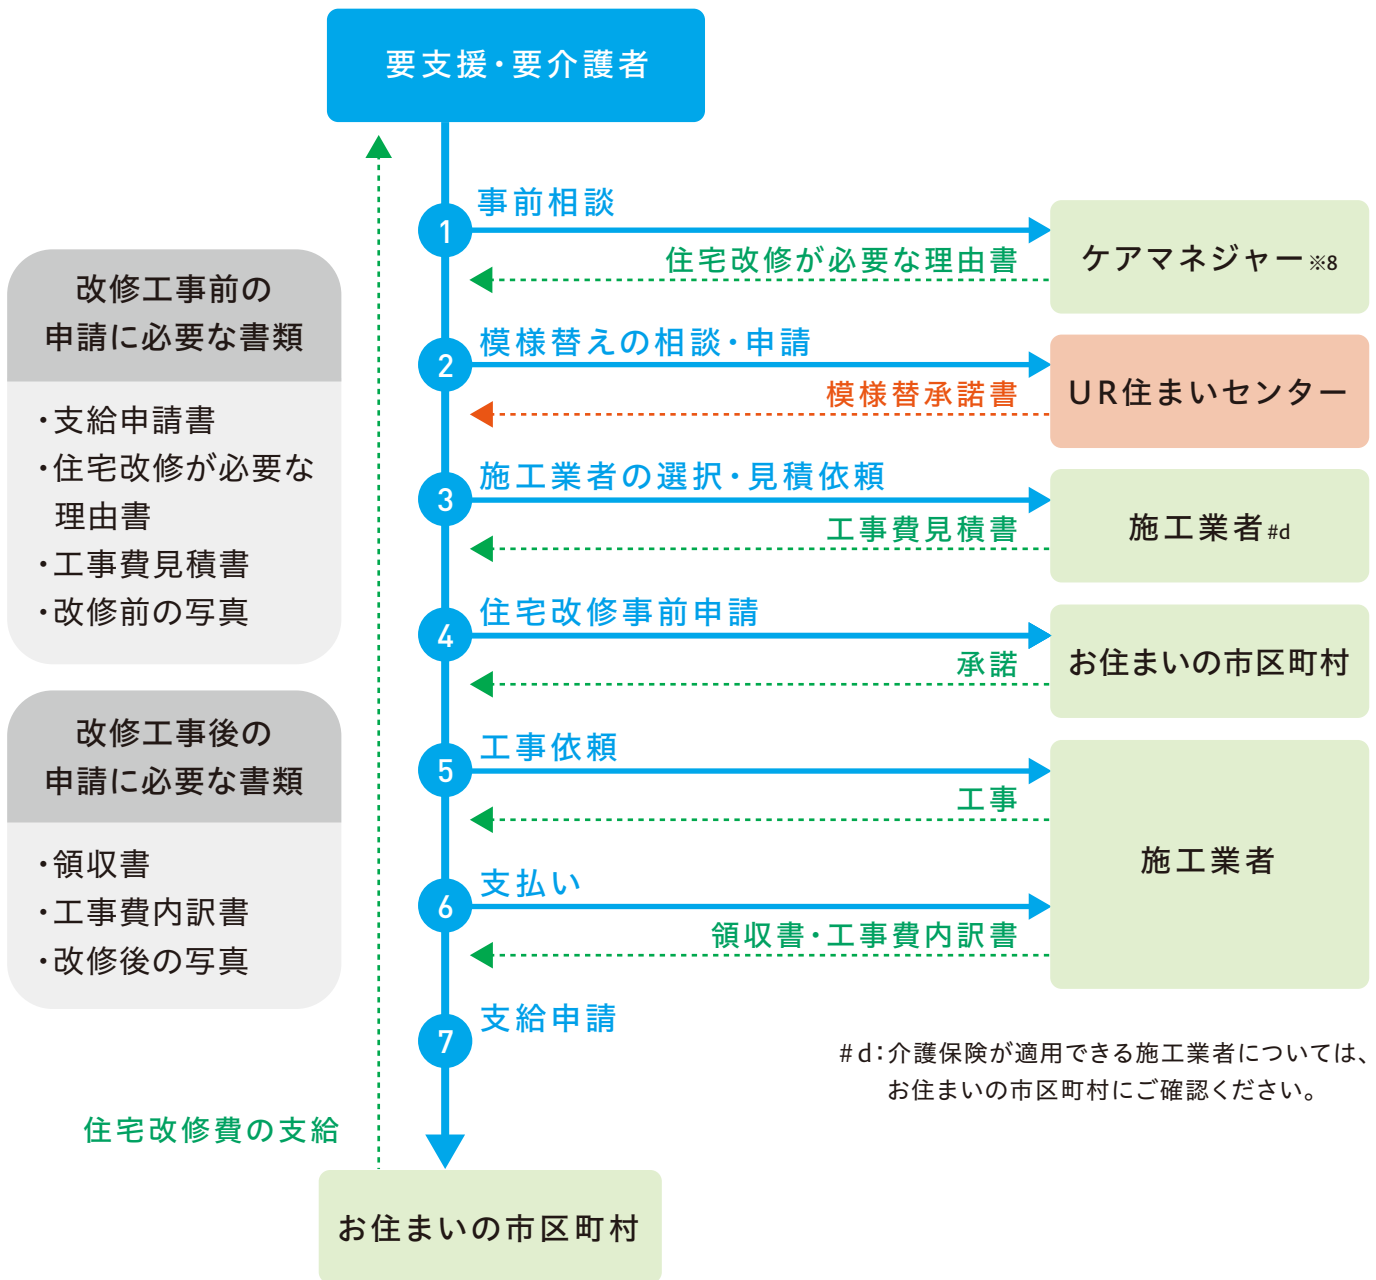 要支援・要介護者
1
事前相談
住宅改修が必要な理由書
ケアマネジャー※8
2
模様替えの相談・申請
模様替承諾書
UR住まいセンター
3
施工業者の選択・見積依頼
工事費見積書
施工業者#d
4
住宅改修事前申請
承諾
お住まいの市区町村
5
工事依頼
工事
6
支払い
領収書・工事費内訳書
施工業者
7
支給申請
住宅改修費の支給
お住まいの市区町村
改修工事前の
申請に必要な書類
・支給申請書
・住宅改修が必要な
理由書
・工事費見積書
・改修前の写真
改修工事後の
申請に必要な書類
・領収書
・工事費内訳書
・改修後の写真
#d：介護保険が適用できる施工業者については、
お住まいの市区町村にご確認ください。